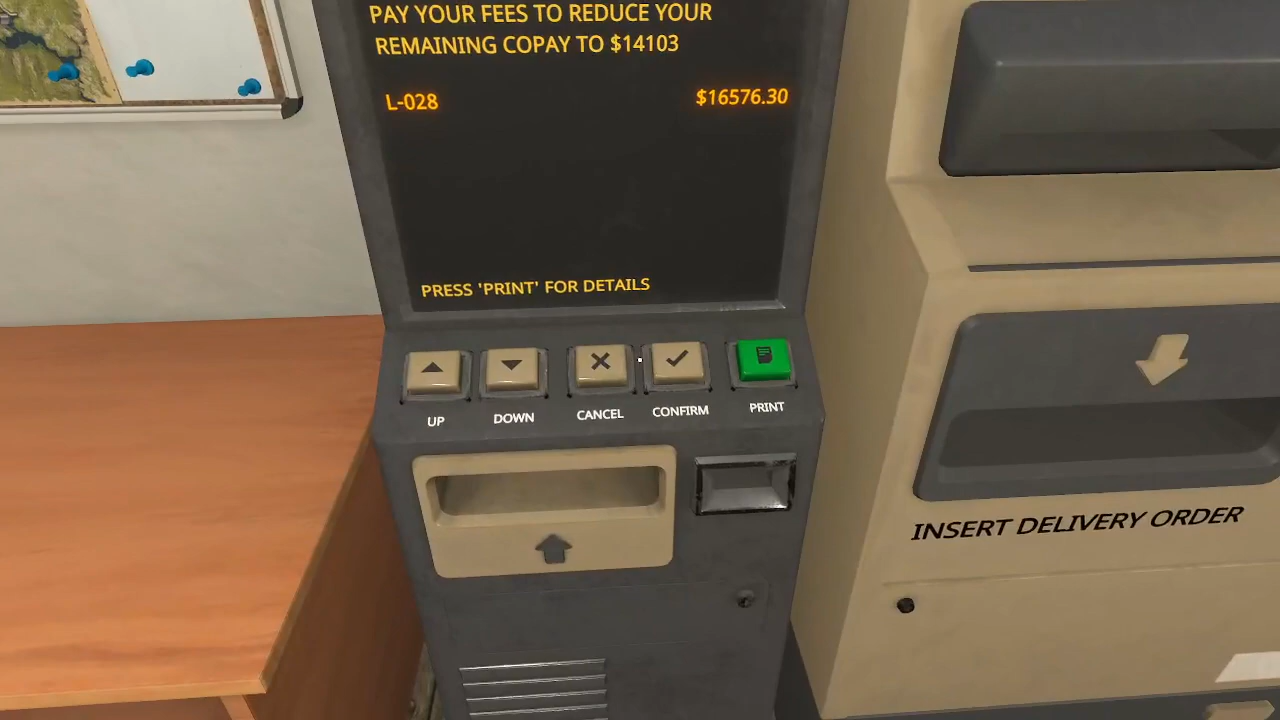 PAY YOUR FEES TO REDUCE YOUR
REMAINING COPAY TO $14103
L-028 $16576.30
PRESS 'PRINT' FOR DETAILS
UP DOWN CANCEL CONFIRM PRINT
INSERT DELIVERY ORDER